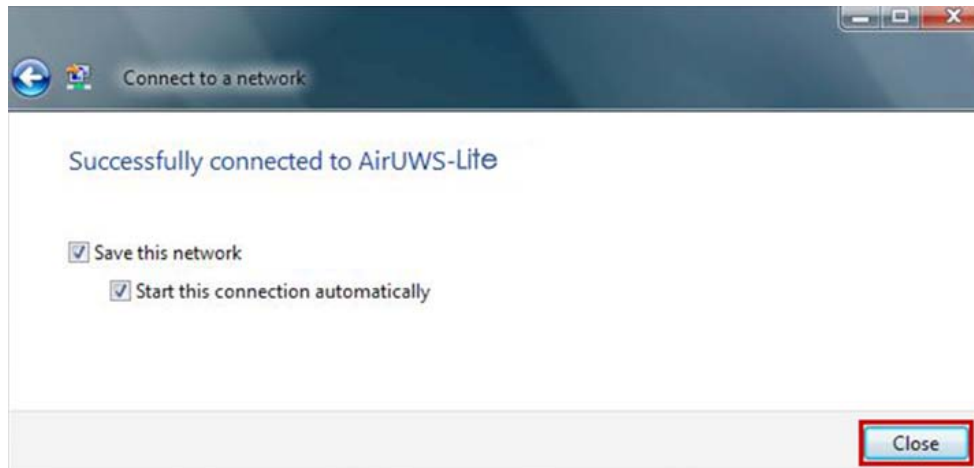 Connect to a network
Successfully connected to AirUWS-Lite
Save this network
Start this connection automatically
Close